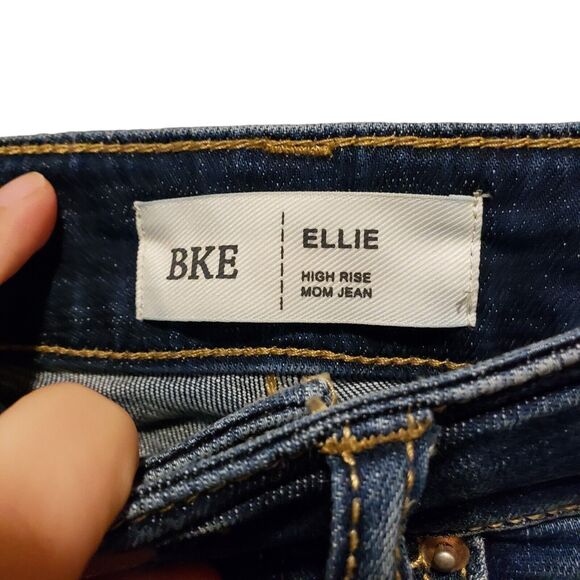 BKE
ELLIE
HIGH RISE
MOM JEAN